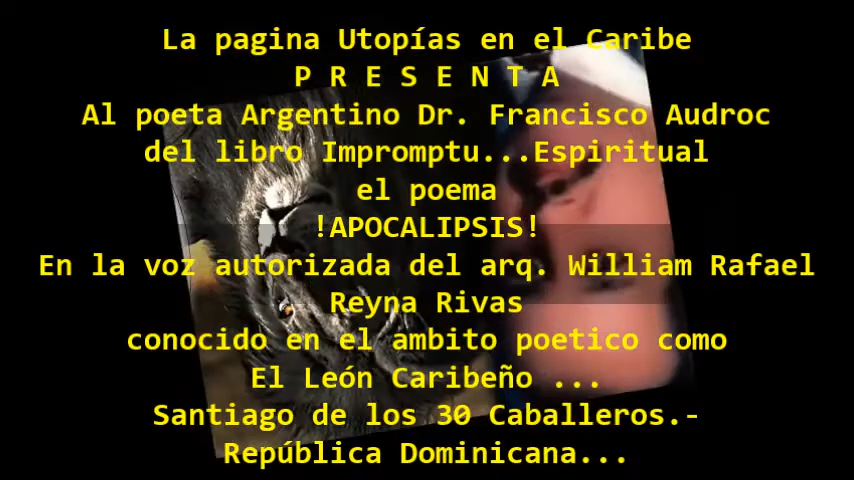 La pagina Utopías en el Caribe
P R E S E N T A
Al poeta Argentino Dr. Francisco Audroc
del libro Impromptu...Espiritual
el poema
!APOCALIPSIS!
En la voz autorizada del arq. William Rafael
Reyna Rivas
conocido en el ambito poetico como
El León Caribeño ...
Santiago de los 30 Caballeros.-
República Dominicana...